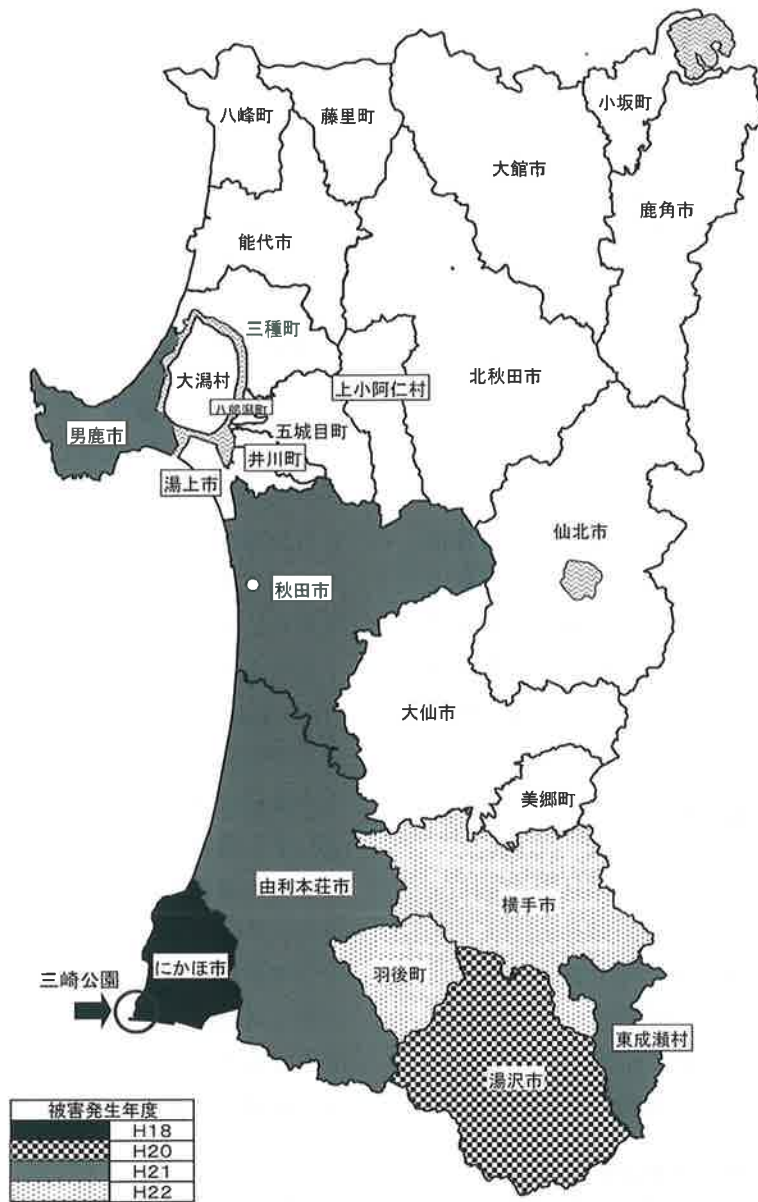 八峰町
藤里町
小坂町
大館市
鹿角市
能代市
三種町
大潟村
八郎潟町
上小阿仁村
北秋田市
男鹿市
五城目町
井川町
湯上市
仙北市
秋田市
大仙市
美郷町
由利本荘市
横手市
三崎公園
にかほ市
羽後町
東成瀬村
湯沢市
被害発生年度
H18
H20
H21
H22